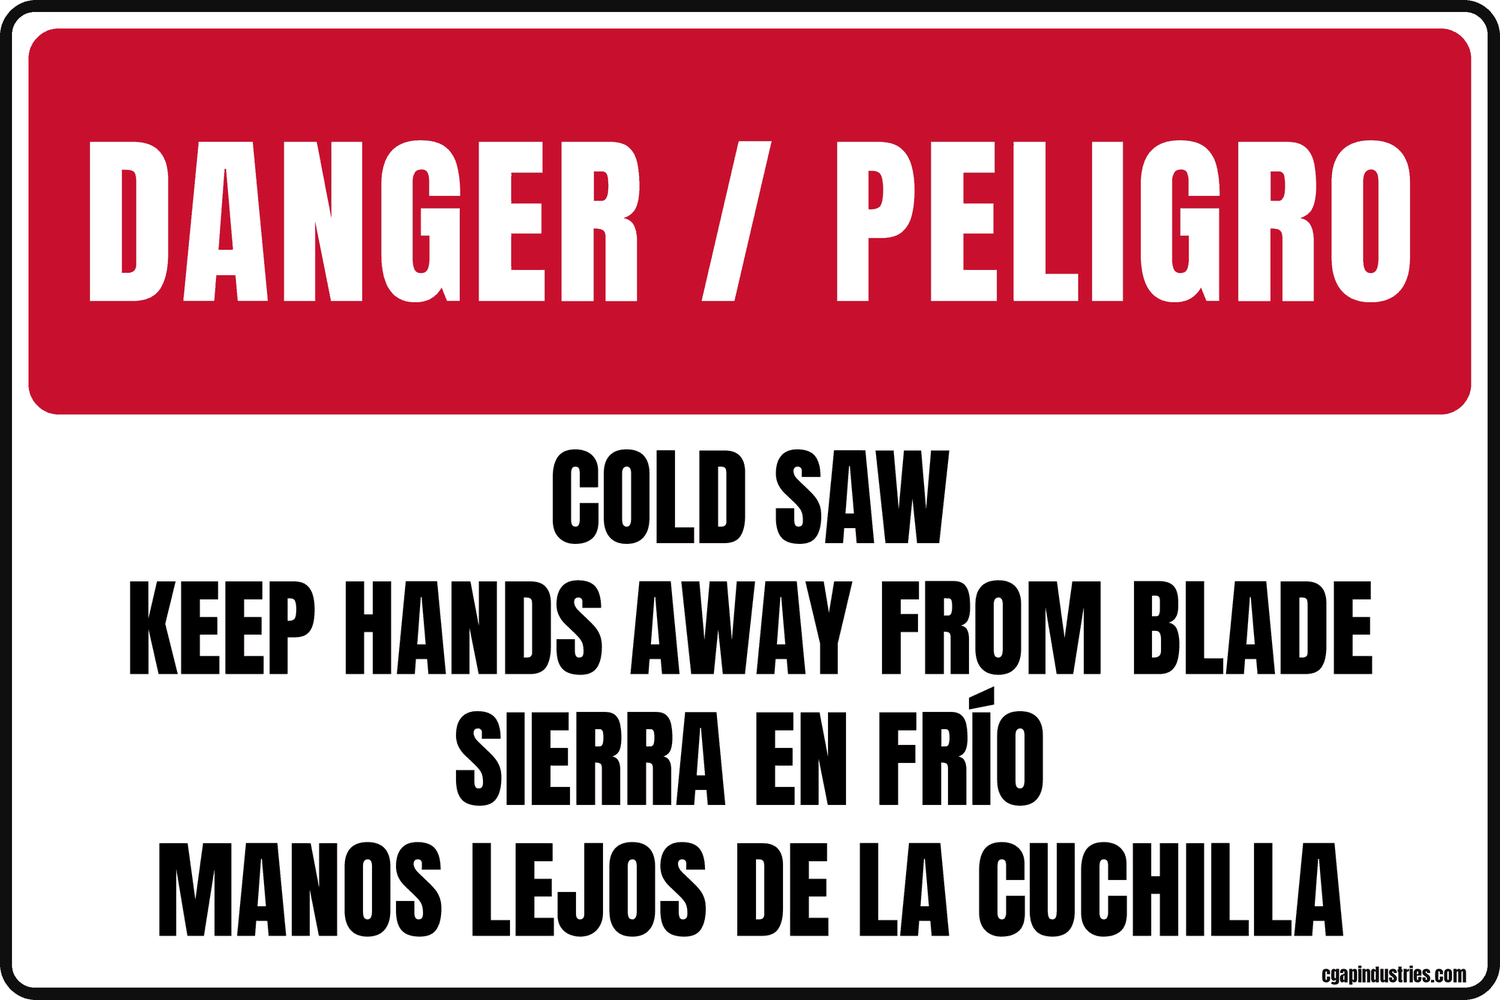 DANGER / PELIGRO
COLD SAW
KEEP HANDS AWAY FROM BLADE
SIERRA EN FRÍO
MANOS LEJOS DE LA CUCHILLA
cgapindustries.com